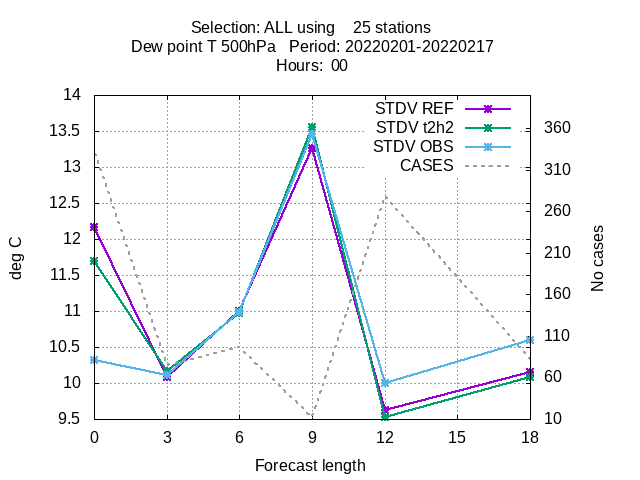 Selection: ALL using    25 stations
Dew point T 500hPa   Period: 20220201-20220217
Hours:  00
14
13.5
13
12.5
12
11.5
11
10.5
10
9.5
deg C
STDV REF
STDV t2h2
STDV OBS
CASES
360
310
260
210
160
110
60
10
No cases
0 3 6 9 12 15 18
Forecast length